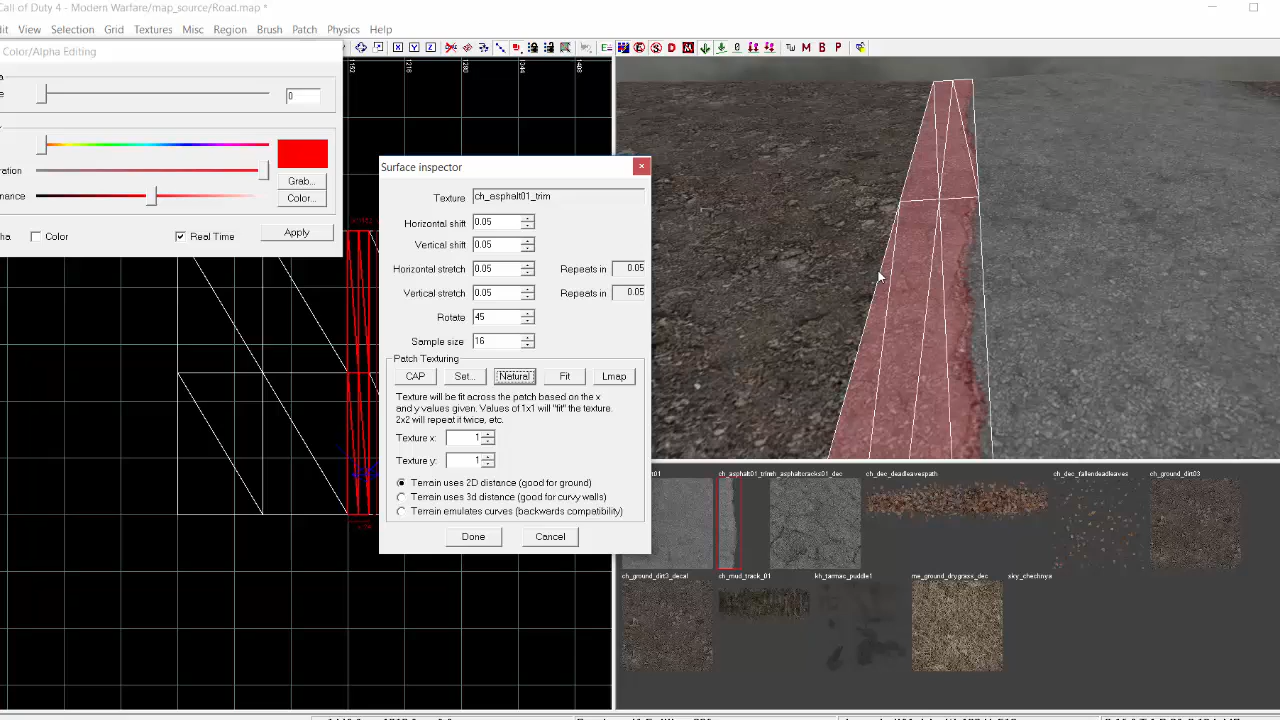 Call of Duty 4 - Modern Warfare/map_source/Road.map *
View Selection Grid Textures Misc Region Brush Patch Physics Help
Color/Alpha Editing
0
Grab...
Color...
Color
Real Time
Apply
1216
1280
1344
1408
Surface inspector
Texture ch_asphalt01_trim
Horizontal shift 0.05
Vertical shift 0.05
Horizontal stretch 0.05 Repeats in 0.05
Vertical stretch 0.05 Repeats in 0.05
Rotate 45
Sample size 16
Patch Texturing
CAP Set... Natural Fit Lmap
Texture will be fit across the patch based on the x
and y values given. Values of 1x1 will "fit" the texture.
2x2 will repeat it twice, etc.
Texture x: 1
Texture y: 1
Terrain uses 2D distance (good for ground)
Terrain uses 3d distance (good for curvy walls)
Terrain emulates curves (backwards compatibility)
Done Cancel
ch_dec_deadleavespath ch_dec_fallendeadleaves ch_ground_dirt03
ch_ground_dirt3_decal ch_mud_track_01 kh_tarmac_puddle1 me_ground_drygrass_dec sky_chechnya